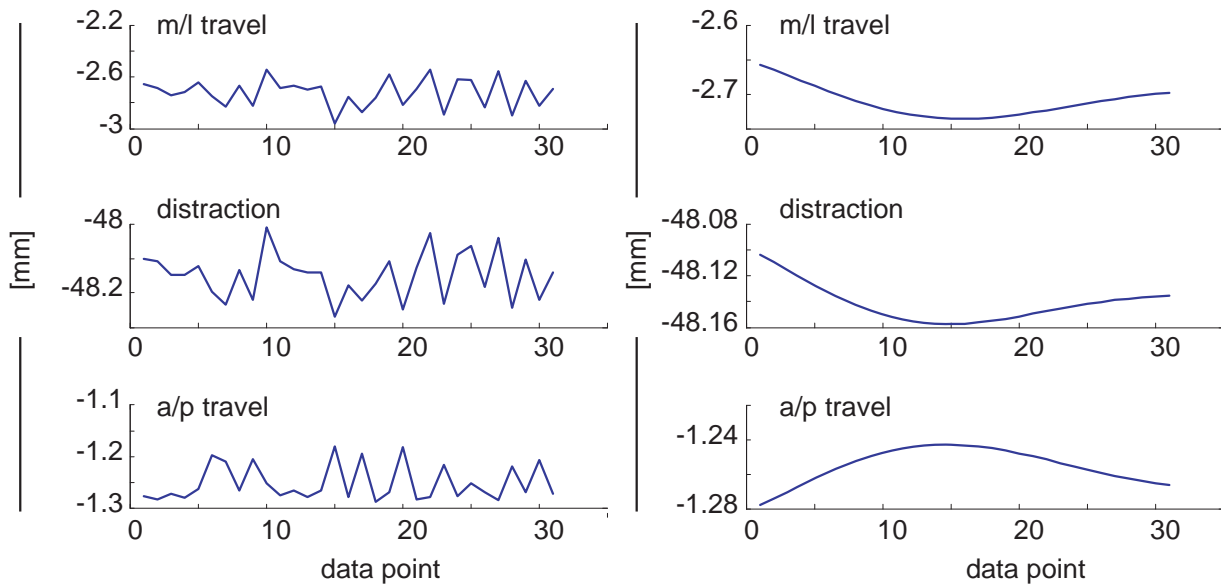 m/l travel
-2.2
-2.6
-3
0 10 20 30
distraction
-48
-48.2
0 10 20 30
a/p travel
-1.1
-1.2
-1.3
0 10 20 30
data point
[mm]
m/l travel
-2.6
-2.7
0 10 20 30
distraction
-48.08
-48.12
-48.16
0 10 20 30
a/p travel
-1.24
-1.28
0 10 20 30
data point
[mm]